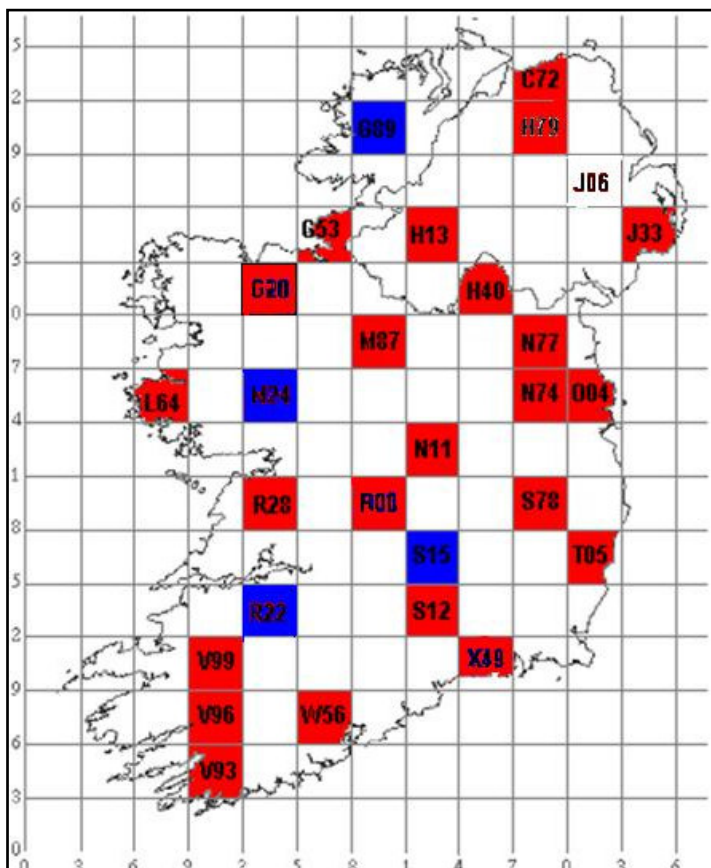 5
C72
2
G09 H79
9
J06
6
G53 H13 J33
3
G20 H40
0
M87 N77
7
L64 M24 N74 O04
4
N11
1
R28 R00 S78
8
S15 T05
5
R22 S12
2
V99 X49
9
V96 W56
6
V93
3
0
0 3 6 9 2 5 8 1 4 7 0 3 6